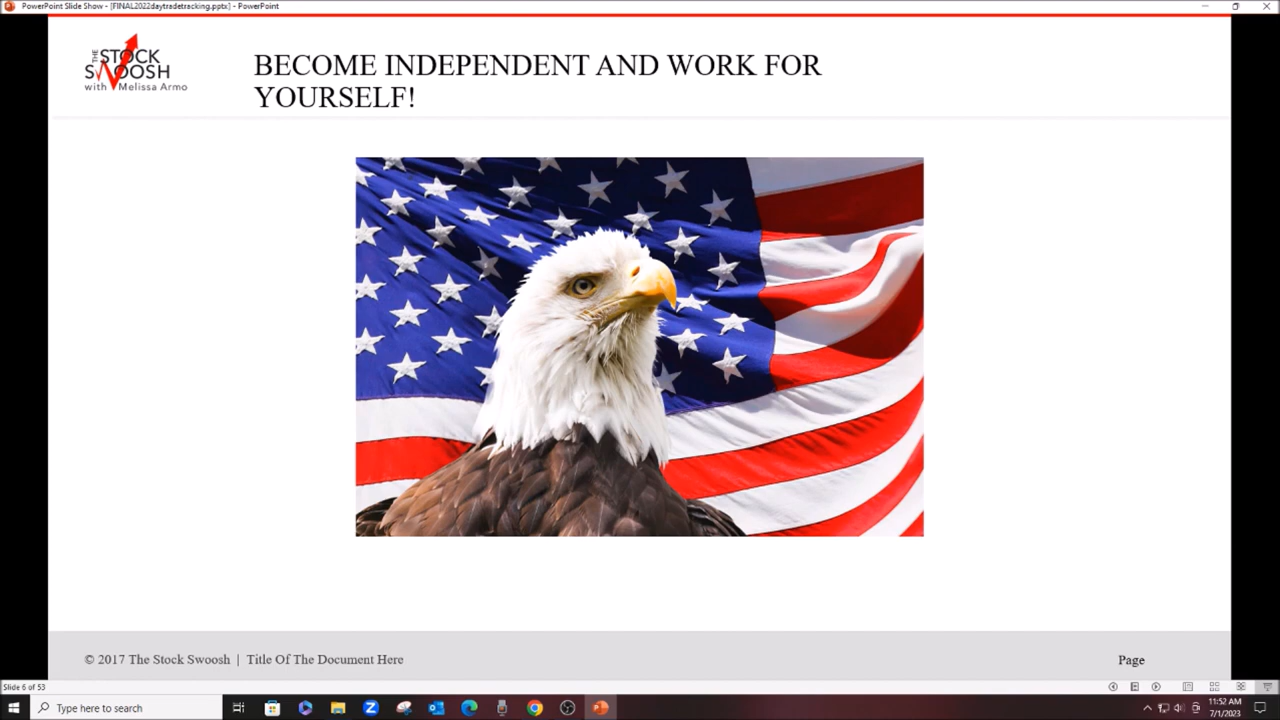 PowerPoint Slide Show - [FINAL2022daytradetracking.pptx] - PowerPoint
THE
STOCK
SWOOSH
with Melissa Armo
BECOME INDEPENDENT AND WORK FOR
YOURSELF!
© 2017 The Stock Swoosh | Title Of The Document Here
Page
Slide 6 of 53
Type here to search
11:52 AM
7/1/2023